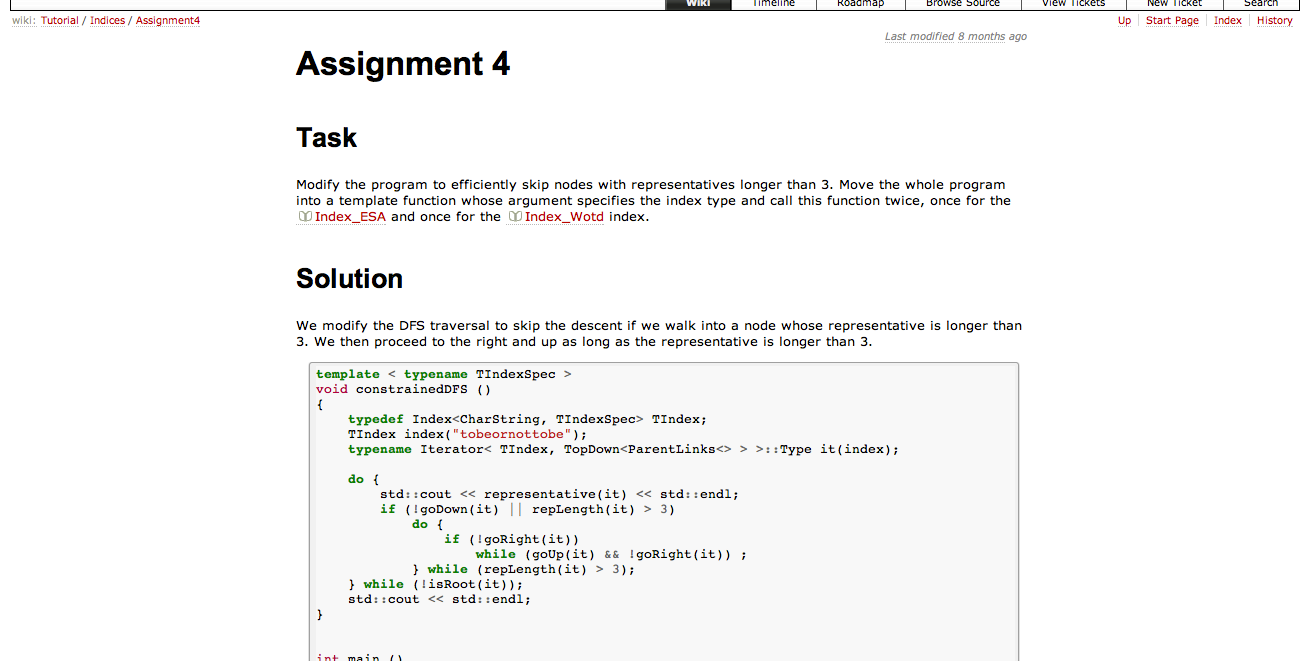 Wiki Timeline Roadmap Browse Source View Tickets New Ticket Search
wiki: Tutorial / Indices / Assignment4
Up Start Page Index History
Last modified 8 months ago
Assignment 4
Task
Modify the program to efficiently skip nodes with representatives longer than 3. Move the whole program
into a template function whose argument specifies the index type and call this function twice, once for the
Index_ESA and once for the Index_Wotd index.
Solution
We modify the DFS traversal to skip the descent if we walk into a node whose representative is longer than
3. We then proceed to the right and up as long as the representative is longer than 3.
template < typename TIndexSpec >
void constrainedDFS ()
{
    typedef Index<CharString, TIndexSpec> TIndex;
    TIndex index("tobeornottobe");
    typename Iterator< TIndex, TopDown<ParentLinks<> > >::Type it(index);
    do {
        std::cout << representative(it) << std::endl;
        if (!goDown(it) || repLength(it) > 3)
            do {
                if (!goRight(it))
                    while (goUp(it) && !goRight(it)) ;
            } while (repLength(it) > 3);
    } while (!isRoot(it));
    std::cout << std::endl;
}
int main ()